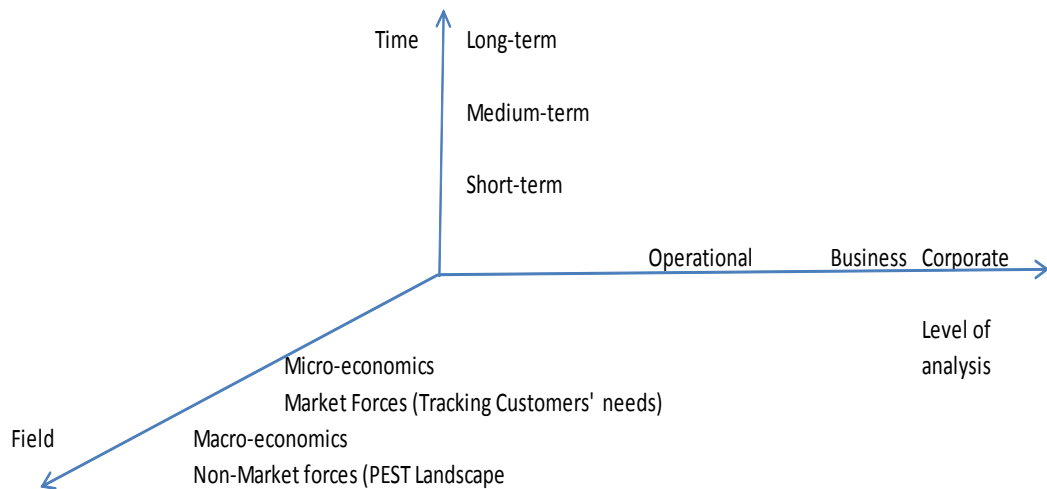 Time Long-term
Medium-term
Short-term
Operational Business Corporate
Level of
analysis
Micro-economics
Market Forces (Tracking Customers' needs)
Field Macro-economics
Non-Market forces (PEST Landscape